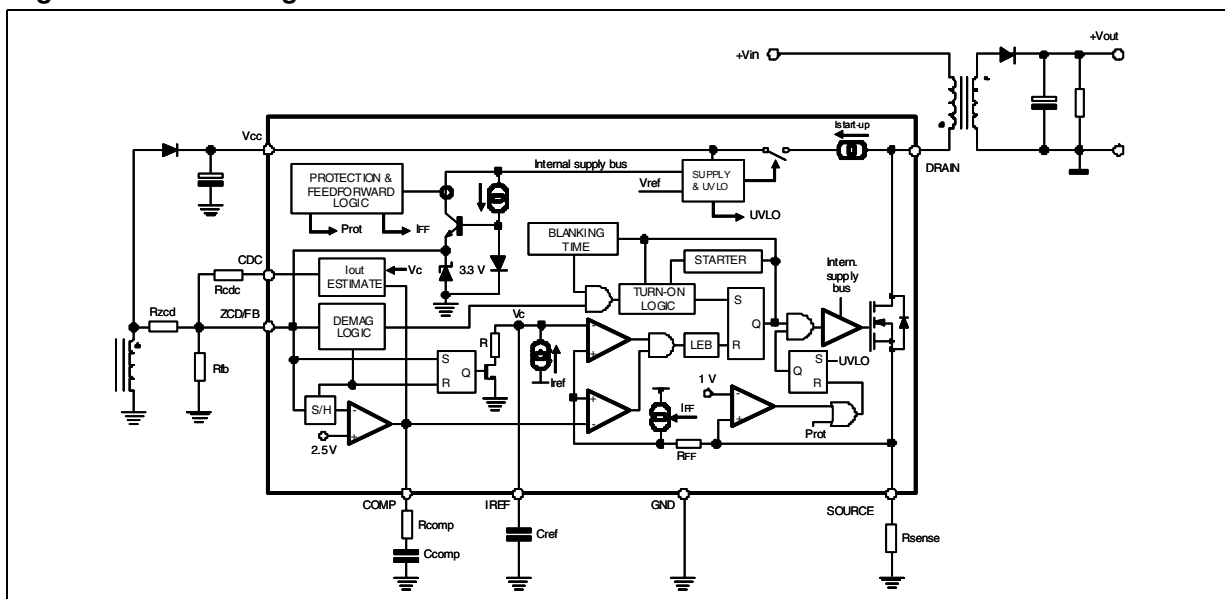 +Vin
+Vout
Vcc
Istart-up
DRAIN
Internal supply bus
PROTECTION &
FEEDFORWARD
LOGIC
SUPPLY
& UVLO
Vref
Prot
IFF
UVLO
BLANKING
TIME
STARTER
Intern.
supply
bus
CDC
Rcdc
Iout
ESTIMATE
Vc
3.3 V
TURN-ON
LOGIC
S
Q
R
Rzcd
ZCD/FB
DEMAG
LOGIC
Vc
R
LEB
S
Q
R
Iref
S
Q
R
UVLO
Rfb
S/H
-
+
2.5V
-
+
+
-
1 V
-
+
IFF
RFF
Prot
COMP
IREF
GND
SOURCE
Rcomp
Cref
Rsense
Ccomp